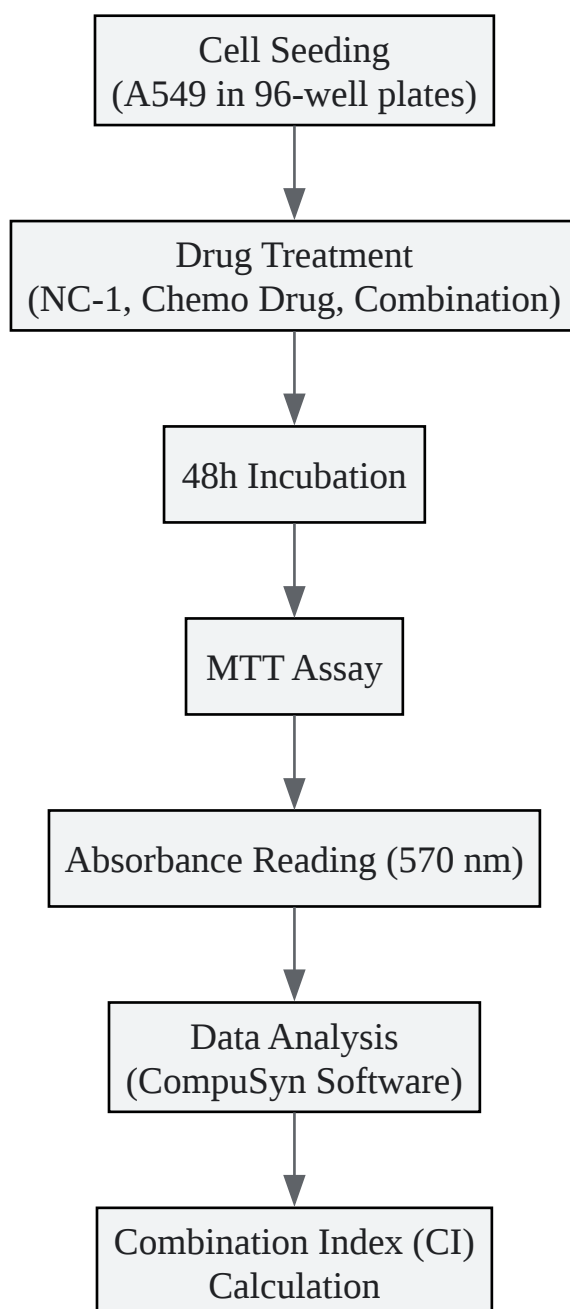 Cell Seeding
(A549 in 96-well plates)
Drug Treatment
(NC-1, Chemo Drug, Combination)
48h Incubation
MTT Assay
Absorbance Reading (570 nm)
Data Analysis
(CompuSyn Software)
Combination Index (CI)
Calculation